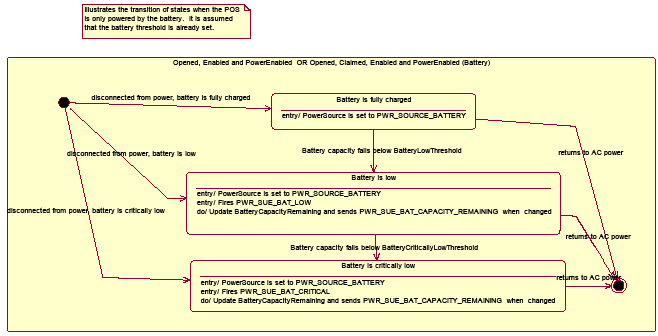 Illustrates the transition of states when the POS
is only powered by the battery. It is assumed
that the battery threshold is already set.
Opened, Enabled and PowerEnabled OR Opened, Claimed, Enabled and PowerEnabled (Battery)
disconnected from power, battery is fully charged
Battery is fully charged
entry/ PowerSource is set to PWR_SOURCE_BATTERY
disconnected from power, battery is low
Battery capacity falls below BatteryLowThreshold
returns to AC power
Battery is low
entry/ PowerSource is set to PWR_SOURCE_BATTERY
entry/ Fires PWR_SUE_BAT_LOW
do/ Update BatteryCapacityRemaining and sends PWR_SUE_BAT_CAPACITY_REMAINING when changed
disconnected from power, battery is critically low
returns to AC power
Battery capacity falls below BatteryCriticallyLowThreshold
Battery is critically low
returns to AC power
entry/ PowerSource is set to PWR_SOURCE_BATTERY
entry/ Fires PWR_SUE_BAT_CRITICAL
do/ Update BatteryCapacityRemaining and sends PWR_SUE_BAT_CAPACITY_REMAINING when changed